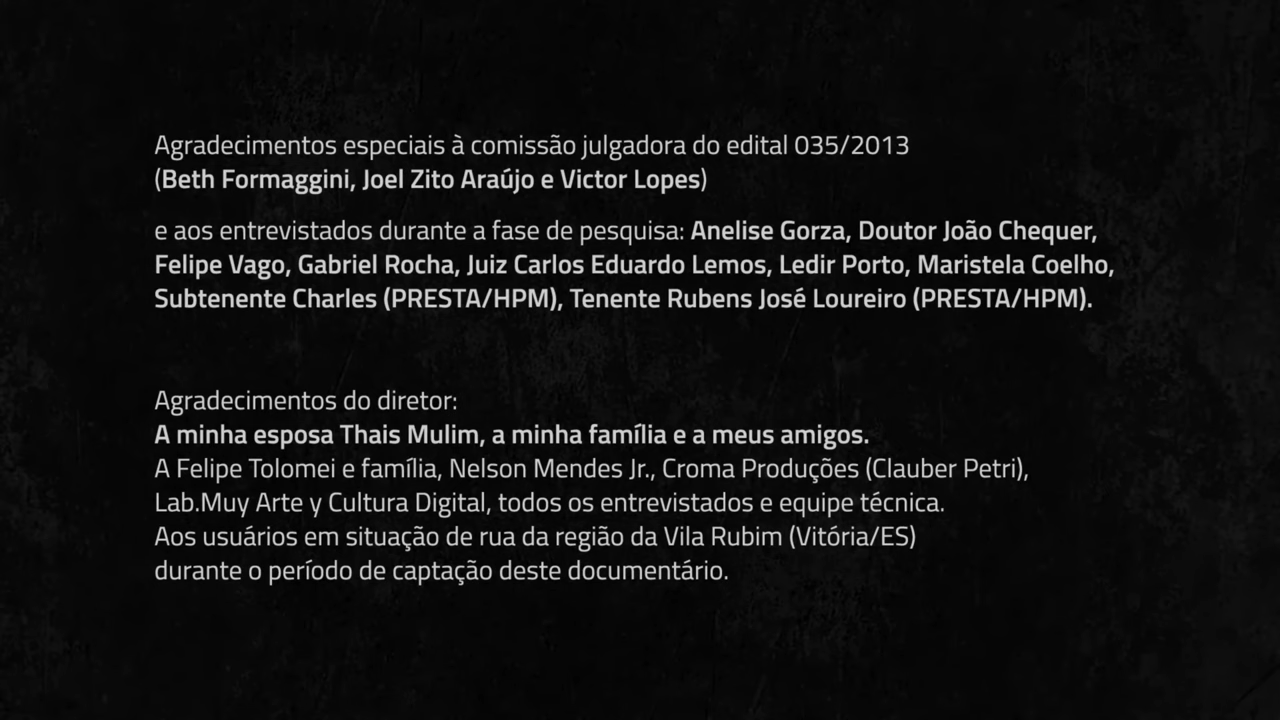 Agradecimentos especiais à comissão julgadora do edital 035/2013
(Beth Formaggini, Joel Zito Araújo e Victor Lopes)
e aos entrevistados durante a fase de pesquisa: Anelise Gorza, Doutor João Chequer,
Felipe Vago, Gabriel Rocha, Juiz Carlos Eduardo Lemos, Ledir Porto, Maristela Coelho,
Subtenente Charles (PRESTA/HPM), Tenente Rubens José Loureiro (PRESTA/HPM).
Agradecimentos do diretor:
A minha esposa Thais Mulim, a minha família e a meus amigos.
A Felipe Tolomei e família, Nelson Mendes Jr., Croma Produções (Clauber Petri),
Lab.Muy Arte y Cultura Digital, todos os entrevistados e equipe técnica.
Aos usuários em situação de rua da região da Vila Rubim (Vitória/ES)
durante o período de captação deste documentário.